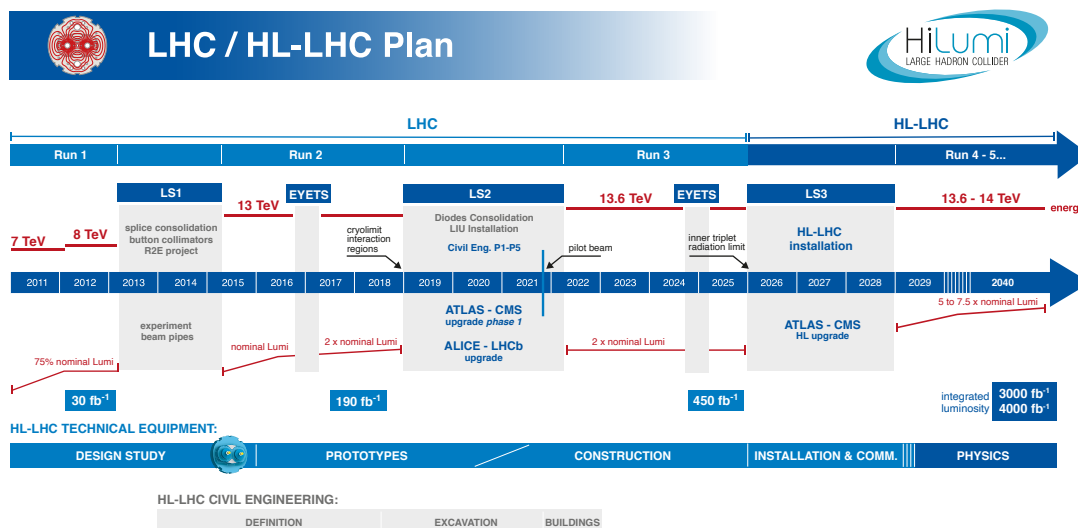 LHC / HL-LHC Plan
HiLumi
LARGE HADRON COLLIDER
LHC
HL-LHC
Run 1
Run 2
Run 3
Run 4 - 5...
LS1
EYETS
LS2
EYETS
LS3
7 TeV
8 TeV
13 TeV
13.6 TeV
13.6 - 14 TeV
energ
splice consolidation
button collimators
R2E project
cryolimit
interaction
regions
Diodes Consolidation
LIU Installation
Civil Eng. P1-P5
pilot beam
inner triplet
radiation limit
HL-LHC
installation
2011 2012 2013 2014 2015 2016 2017 2018 2019 2020 2021 2022 2023 2024 2025 2026 2027 2028 2029 2040
experiment
beam pipes
ATLAS - CMS
upgrade phase 1
ALICE - LHCb
upgrade
ATLAS - CMS
HL upgrade
75% nominal Lumi
nominal Lumi
2 x nominal Lumi
2 x nominal Lumi
5 to 7.5 x nominal Lumi
30 fb⁻¹
190 fb⁻¹
450 fb⁻¹
integrated
luminosity
3000 fb⁻¹
4000 fb⁻¹
HL-LHC TECHNICAL EQUIPMENT:
DESIGN STUDY
PROTOTYPES
CONSTRUCTION
INSTALLATION & COMM.
PHYSICS
HL-LHC CIVIL ENGINEERING:
DEFINITION
EXCAVATION
BUILDINGS